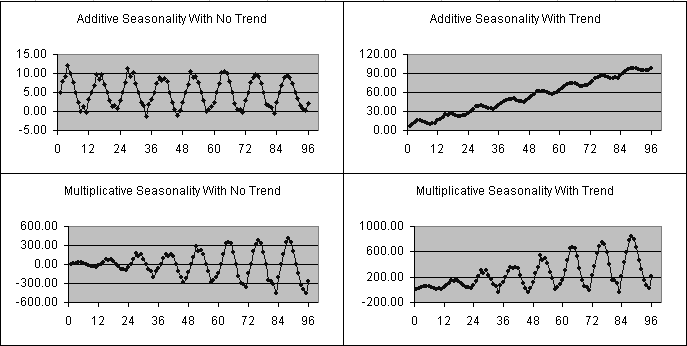 Additive Seasonality With No Trend
15.00
10.00
5.00
0.00
-5.00
0 12 24 36 48 60 72 84 96
Additive Seasonality With Trend
120.00
90.00
60.00
30.00
0.00
0 12 24 36 48 60 72 84 96
Multiplicative Seasonality With No Trend
600.00
300.00
0.00
-300.00
-600.00
0 12 24 36 48 60 72 84 96
Multiplicative Seasonality With Trend
1000.00
600.00
200.00
-200.00
0 12 24 36 48 60 72 84 96